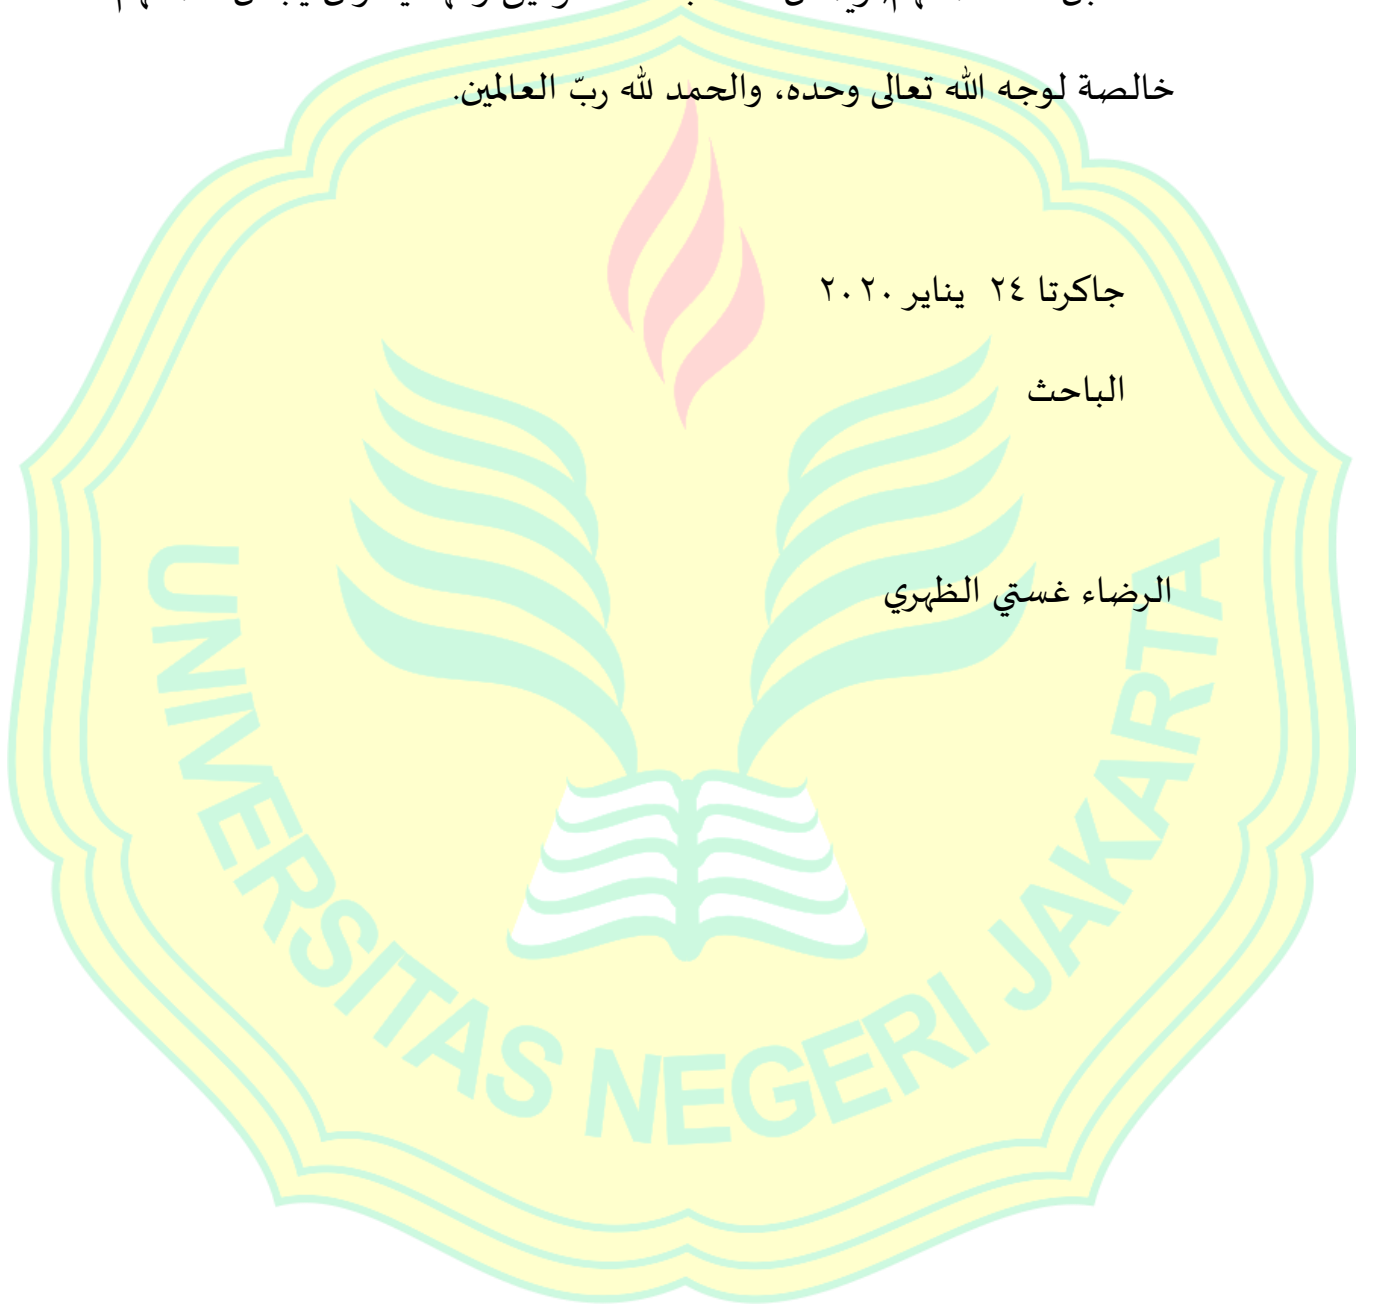 خالصة لوجه الله تعالى وحده، والحمد لله ربّ العالمين.
جاكرتا ٢٤ يناير ٢٠٢٠
الباحث
الرضاء غستي الظهري
UNIVERSITAS NEGERI JAKARTA